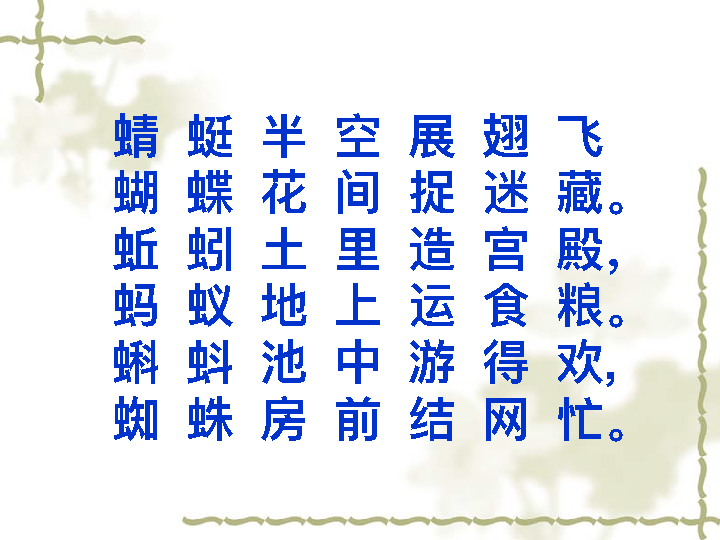 蜻蜓半空展翅飞
蝴蝶花间捉迷藏。
蚯蚓土里造宫殿,
蚂蚁地上运食粮。
蝌蚪池中游得欢,
蜘蛛房前结网忙。